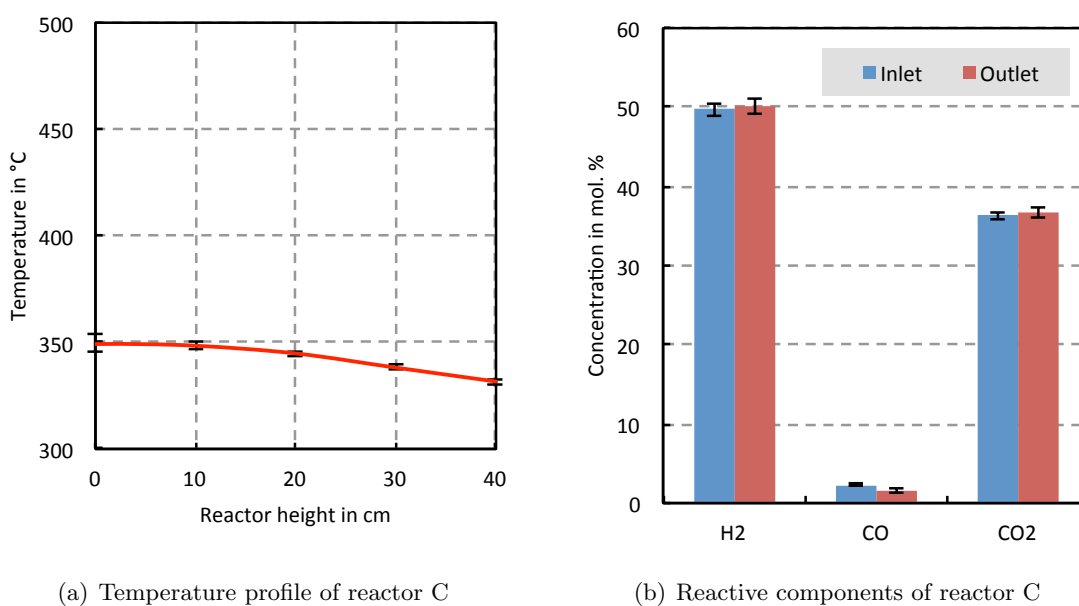 500
450
400
350
300
0
10
20
30
40
Temperature in °C
Reactor height in cm
(a) Temperature profile of reactor C
60
50
40
30
20
10
0
Concentration in mol. %
Inlet Outlet
H2 CO CO2
(b) Reactive components of reactor C